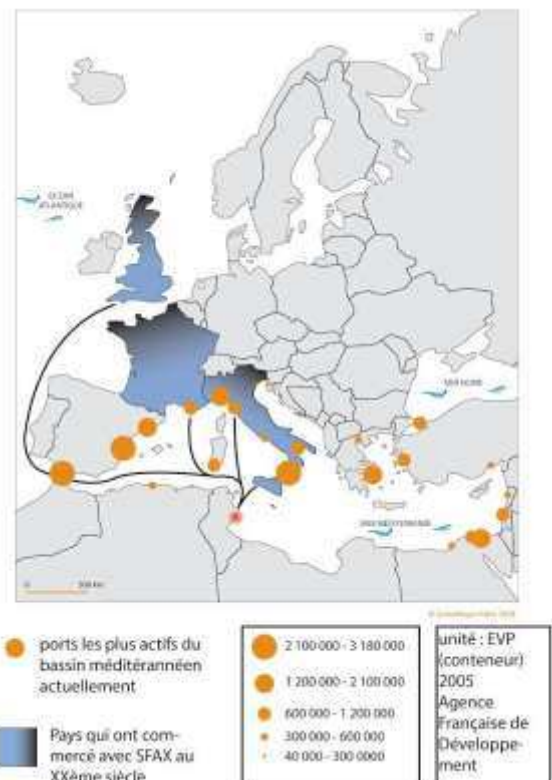 OCEAN
ATLANTIQUE
MER NOIRE
MER MEDITERRANEE
0
ports les plus actifs du
bassin méditérannéen
actuellement
Pays qui ont com-
mercé avec SFAX au
XXème siècle
2 100 000 - 3 180 000
1 200 000 - 2 100 000
600 000 - 1 200 000
300 000 - 600 000
40 000 - 300 0000
unité : EVP
(conteneur)
2005
Agence
Française de
Développe-
ment